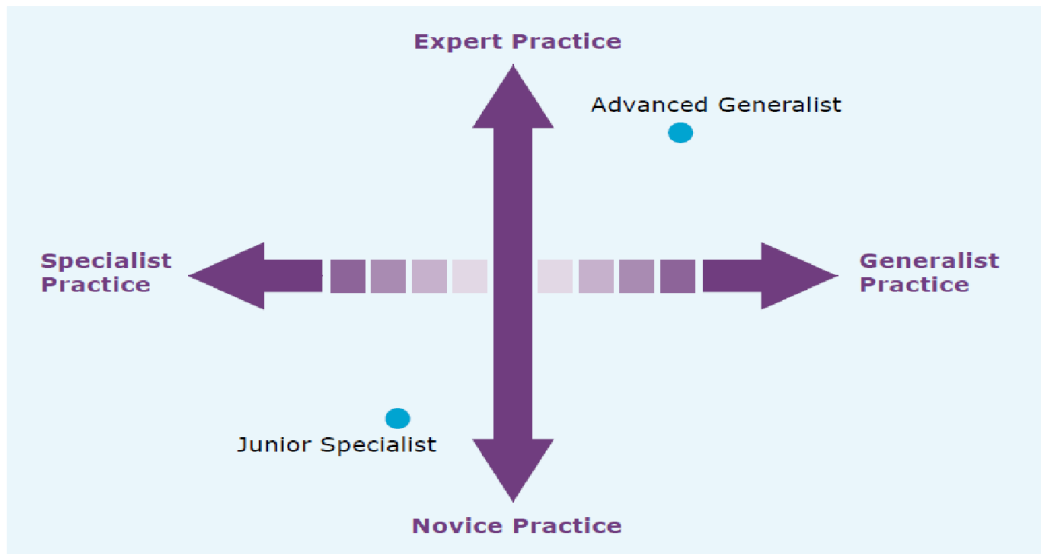 Expert Practice
Advanced Generalist
Specialist
Practice
Generalist
Practice
Junior Specialist
Novice Practice